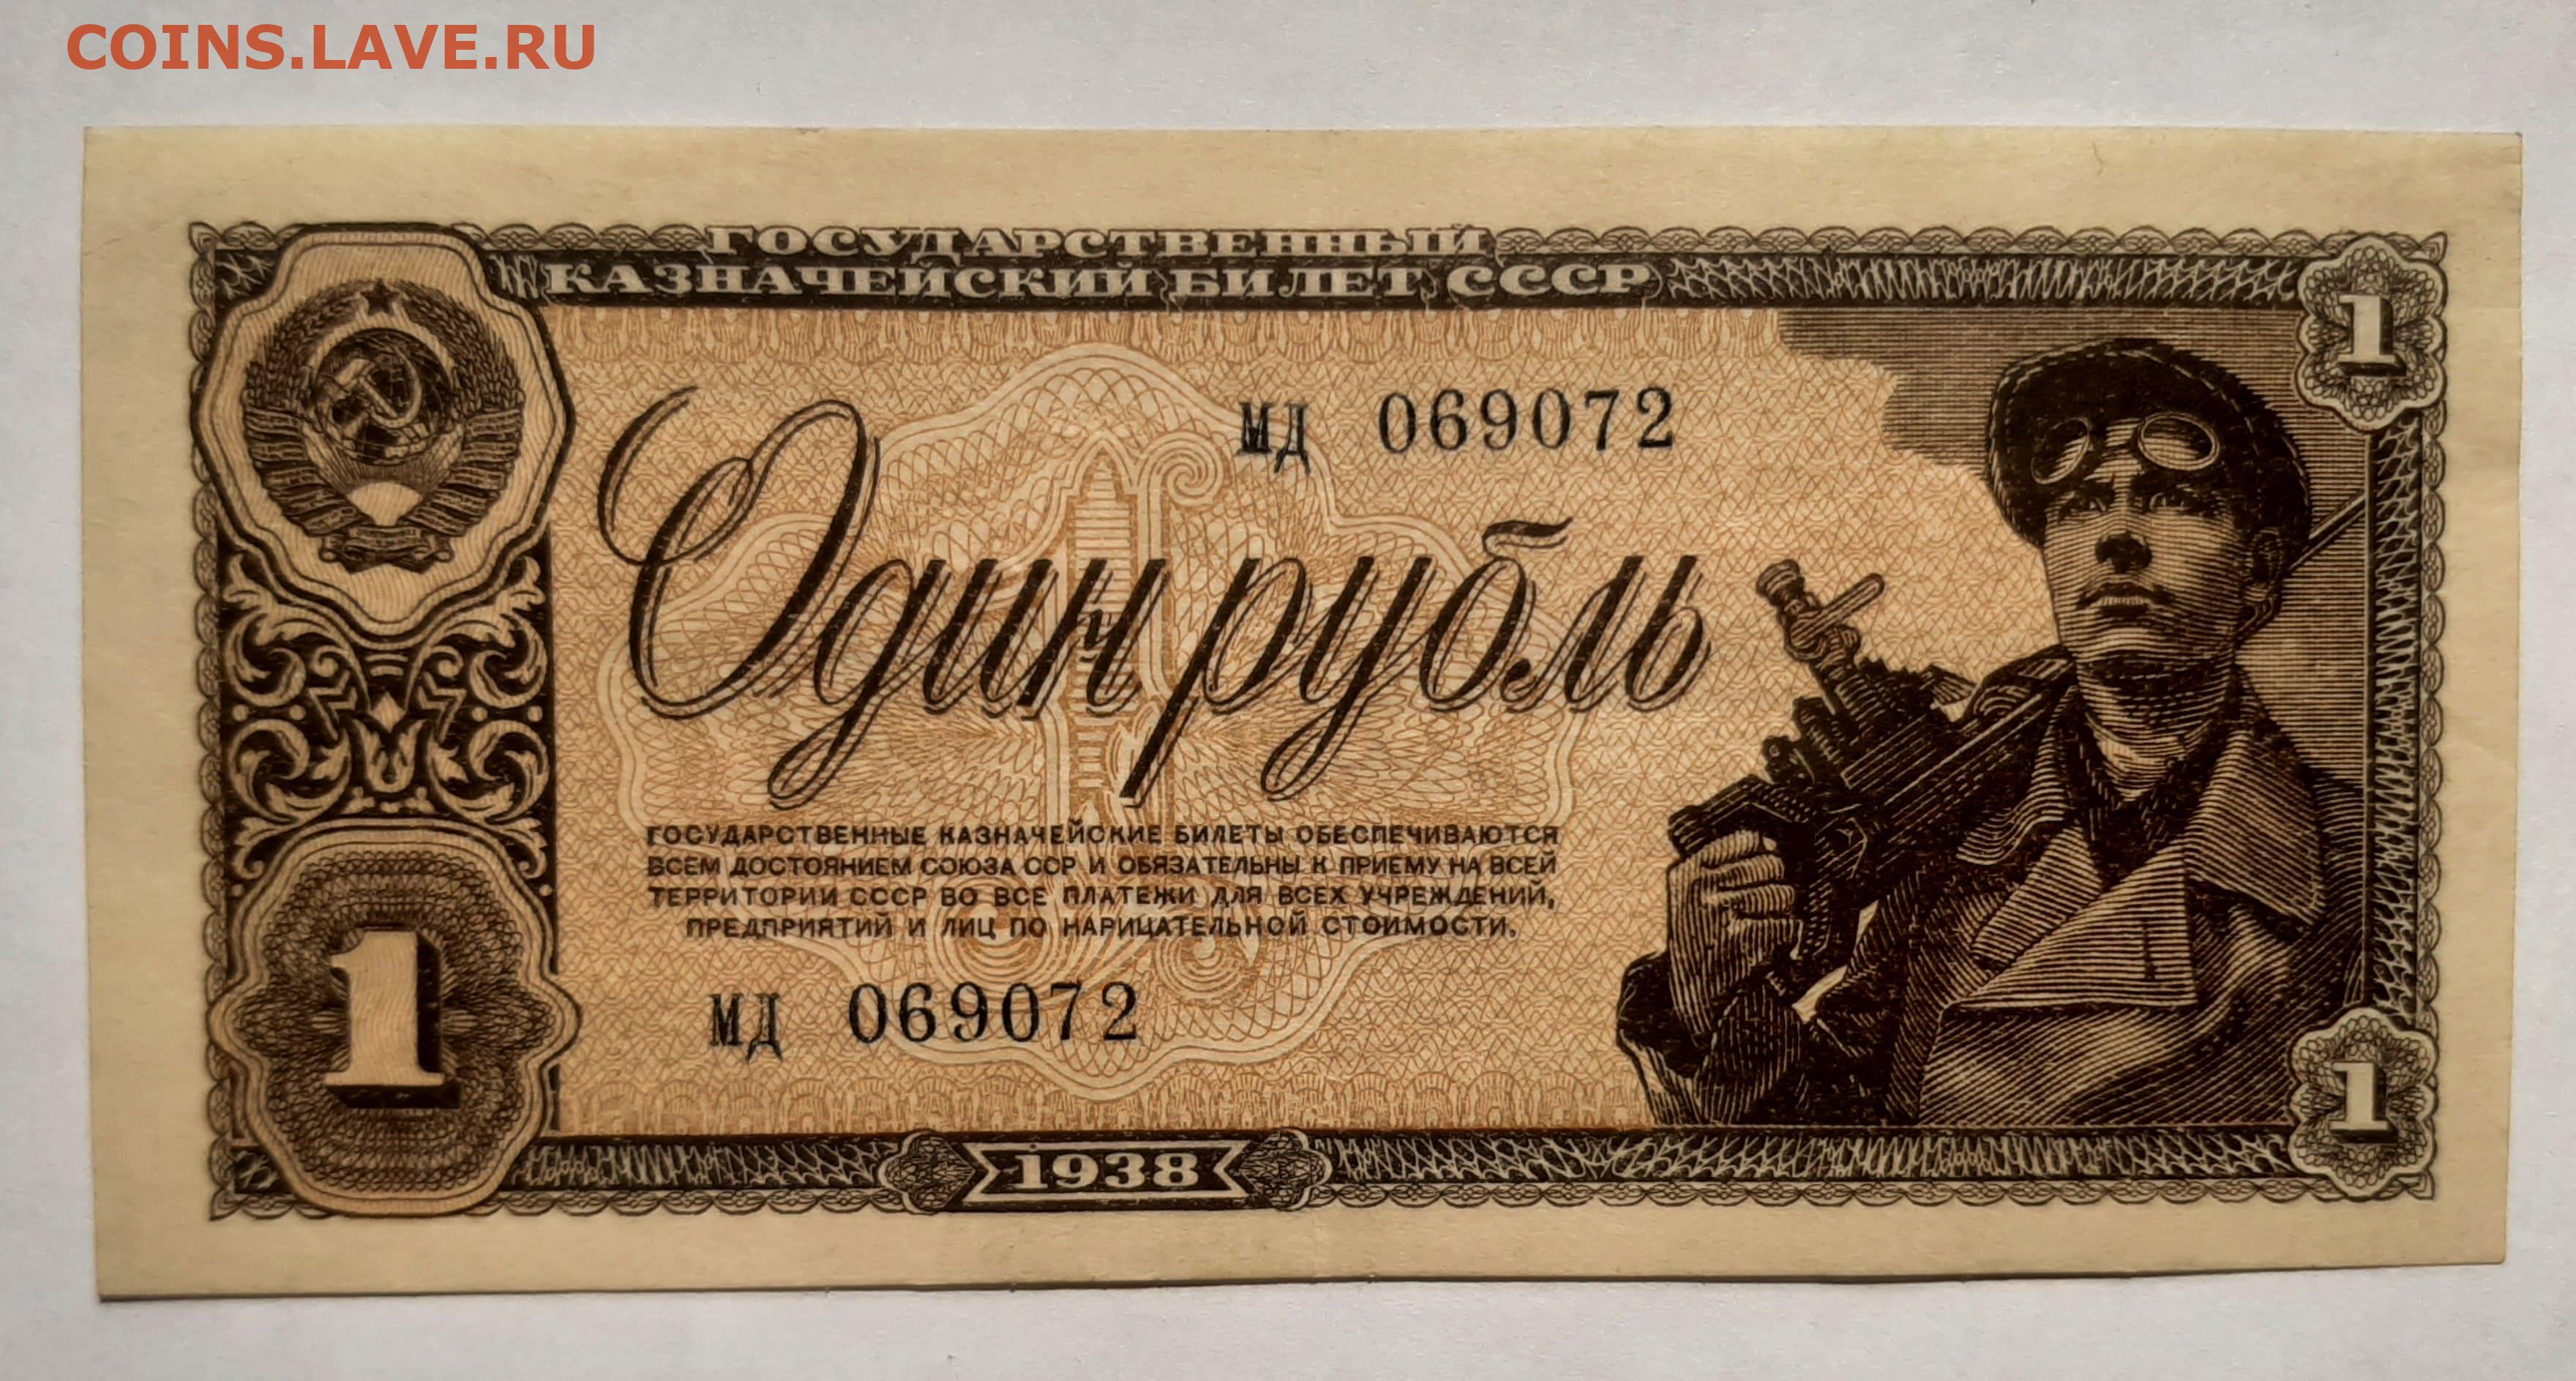 COINS.LAVE.RU
ГОСУДАРСТВЕННЫЙ
КАЗНАЧЕЙСКИЙ БИЛЕТ СССР
1
МД 069072
Один рубль
ГОСУДАРСТВЕННЫЕ КАЗНАЧЕЙСКИЕ БИЛЕТЫ ОБЕСПЕЧИВАЮТСЯ
ВСЕМ ДОСТОЯНИЕМ СОЮЗА ССР И ОБЯЗАТЕЛЬНЫ К ПРИЕМУ НА ВСЕЙ
ТЕРРИТОРИИ СССР ВО ВСЕ ПЛАТЕЖИ ДЛЯ ВСЕХ УЧРЕЖДЕНИЙ,
ПРЕДПРИЯТИЙ И ЛИЦ ПО НАРИЦАТЕЛЬНОЙ СТОИМОСТИ.
1
МД 069072
1
1938